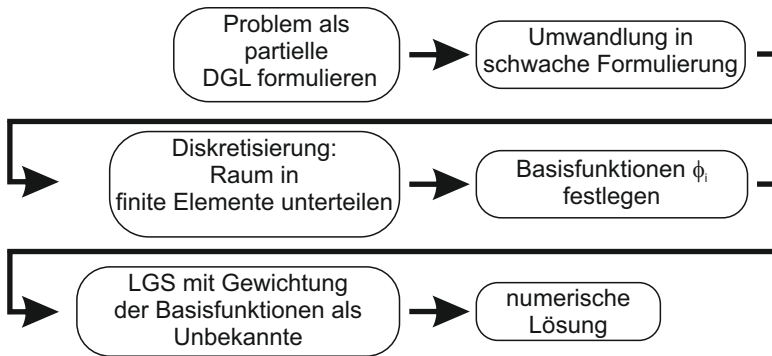 Problem als
partielle
DGL formulieren
Umwandlung in
schwache Formulierung
Diskretisierung:
Raum in
finite Elemente unterteilen
Basisfunktionen ϕᵢ
festlegen
LGS mit Gewichtung
der Basisfunktionen als
Unbekannte
numerische
Lösung